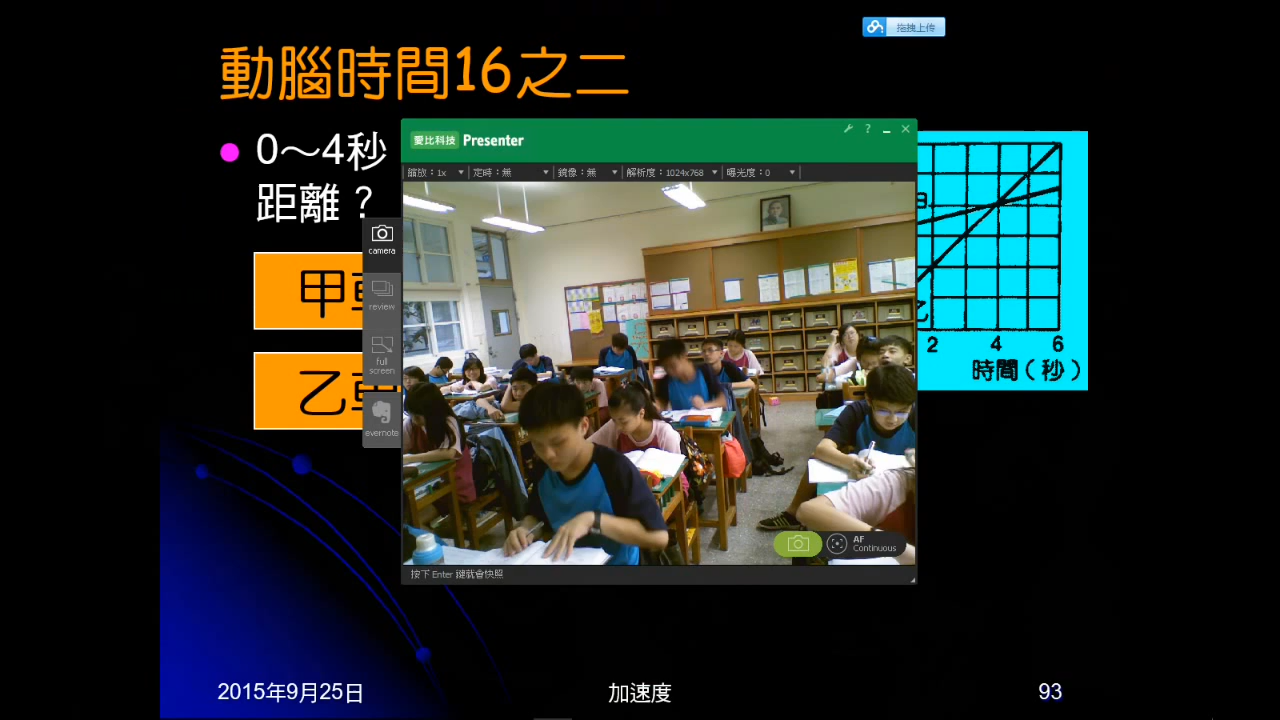 拖拽上传
動腦時間16之二
0～4秒
距離？
甲
乙
愛比科技 Presenter
縮放：1x 定時：無 鏡像：無 解析度：1024x768 曝光度：0
camera
review
full
screen
evernote
AF
Continuous
按下 Enter 鍵就會快照
2 4 6
時間（秒）
2015年9月25日 加速度 93